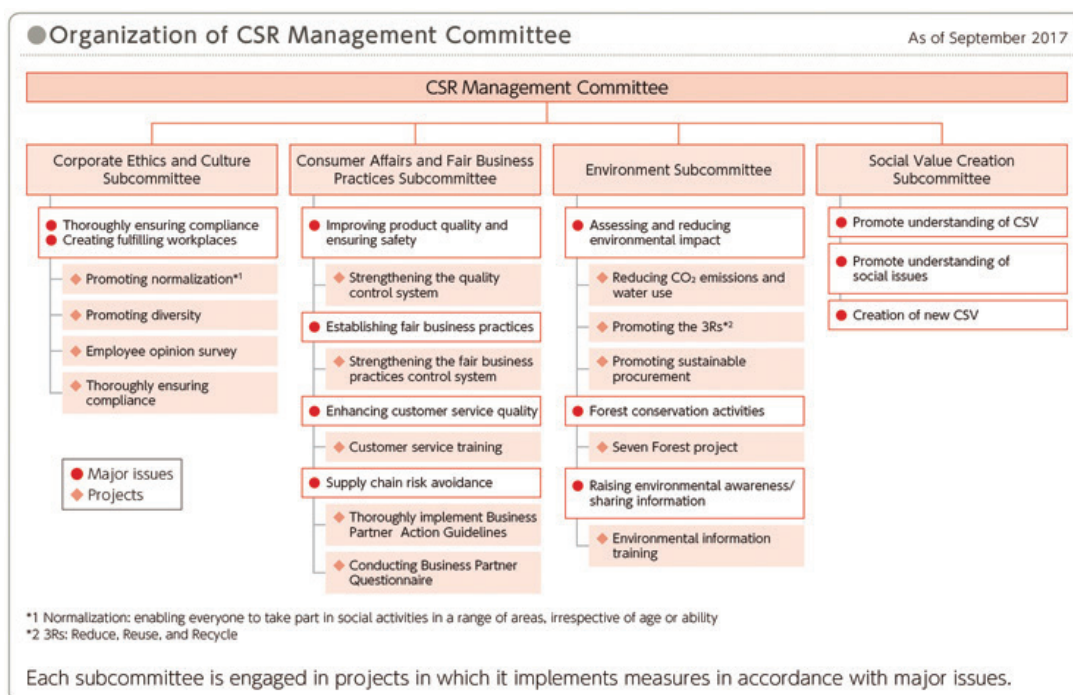 ●Organization of CSR Management Committee
As of September 2017
CSR Management Committee
Corporate Ethics and Culture
Subcommittee
● Thoroughly ensuring compliance
● Creating fulfilling workplaces
◆ Promoting normalization*1
◆ Promoting diversity
◆ Employee opinion survey
◆ Thoroughly ensuring
compliance
Consumer Affairs and Fair Business
Practices Subcommittee
● Improving product quality and
ensuring safety
◆ Strengthening the quality
control system
● Establishing fair business practices
◆ Strengthening the fair business
practices control system
● Enhancing customer service quality
◆ Customer service training
● Supply chain risk avoidance
◆ Thoroughly implement Business
Partner Action Guidelines
◆ Conducting Business Partner
Questionnaire
Environment Subcommittee
● Assessing and reducing
environmental impact
◆ Reducing CO₂ emissions and
water use
◆ Promoting the 3Rs*2
◆ Promoting sustainable
procurement
● Forest conservation activities
◆ Seven Forest project
● Raising environmental awareness/
sharing information
◆ Environmental information
training
Social Value Creation
Subcommittee
● Promote understanding of CSV
● Promote understanding of
social issues
● Creation of new CSV
● Major issues
◆ Projects
*1 Normalization: enabling everyone to take part in social activities in a range of areas, irrespective of age or ability
*2 3Rs: Reduce, Reuse, and Recycle
Each subcommittee is engaged in projects in which it implements measures in accordance with major issues.